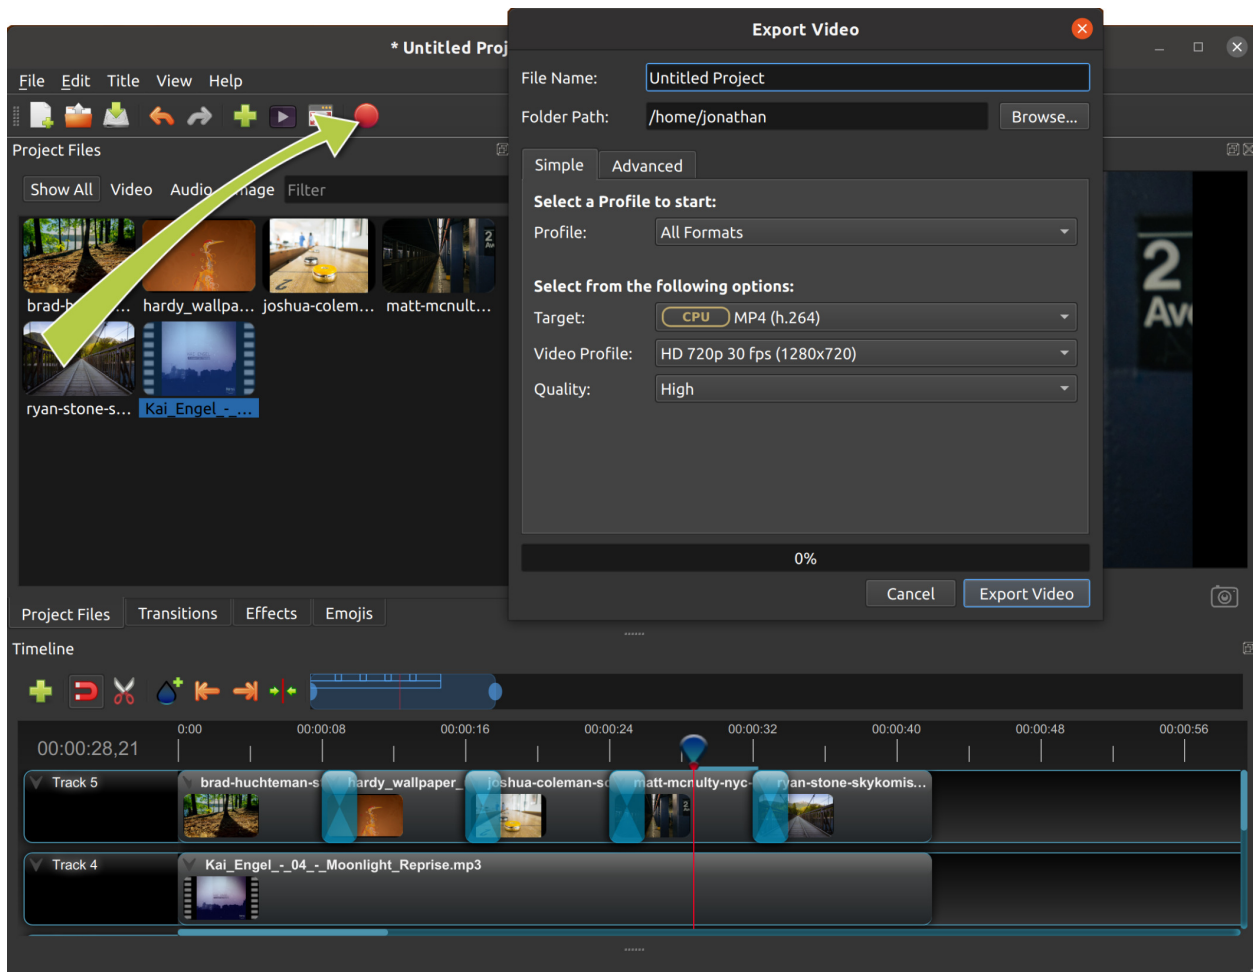 * Untitled Proj
File Edit Title View Help
Project Files
Show All Video Audio mage Filter
brad-h ... hardy_wallpa... joshua-colem... matt-mcnult...
ryan-stone-s... Kai_Engel_-_...
Project Files Transitions Effects Emojis
Export Video
File Name: Untitled Project
Folder Path: /home/jonathan Browse...
Simple Advanced
Select a Profile to start:
Profile: All Formats
Select from the following options:
Target: CPU MP4 (h.264)
Video Profile: HD 720p 30 fps (1280x720)
Quality: High
0%
Cancel Export Video
2
Av
Timeline
0:00 00:00:08 00:00:16 00:00:24 00:00:32 00:00:40 00:00:48 00:00:56
00:00:28,21
Track 5 brad-huchteman-s hardy_wallpaper_ joshua-coleman-s matt-mcnulty-nyc- ryan-stone-skykomis...
Track 4 Kai_Engel_-_04_-_Moonlight_Reprise.mp3